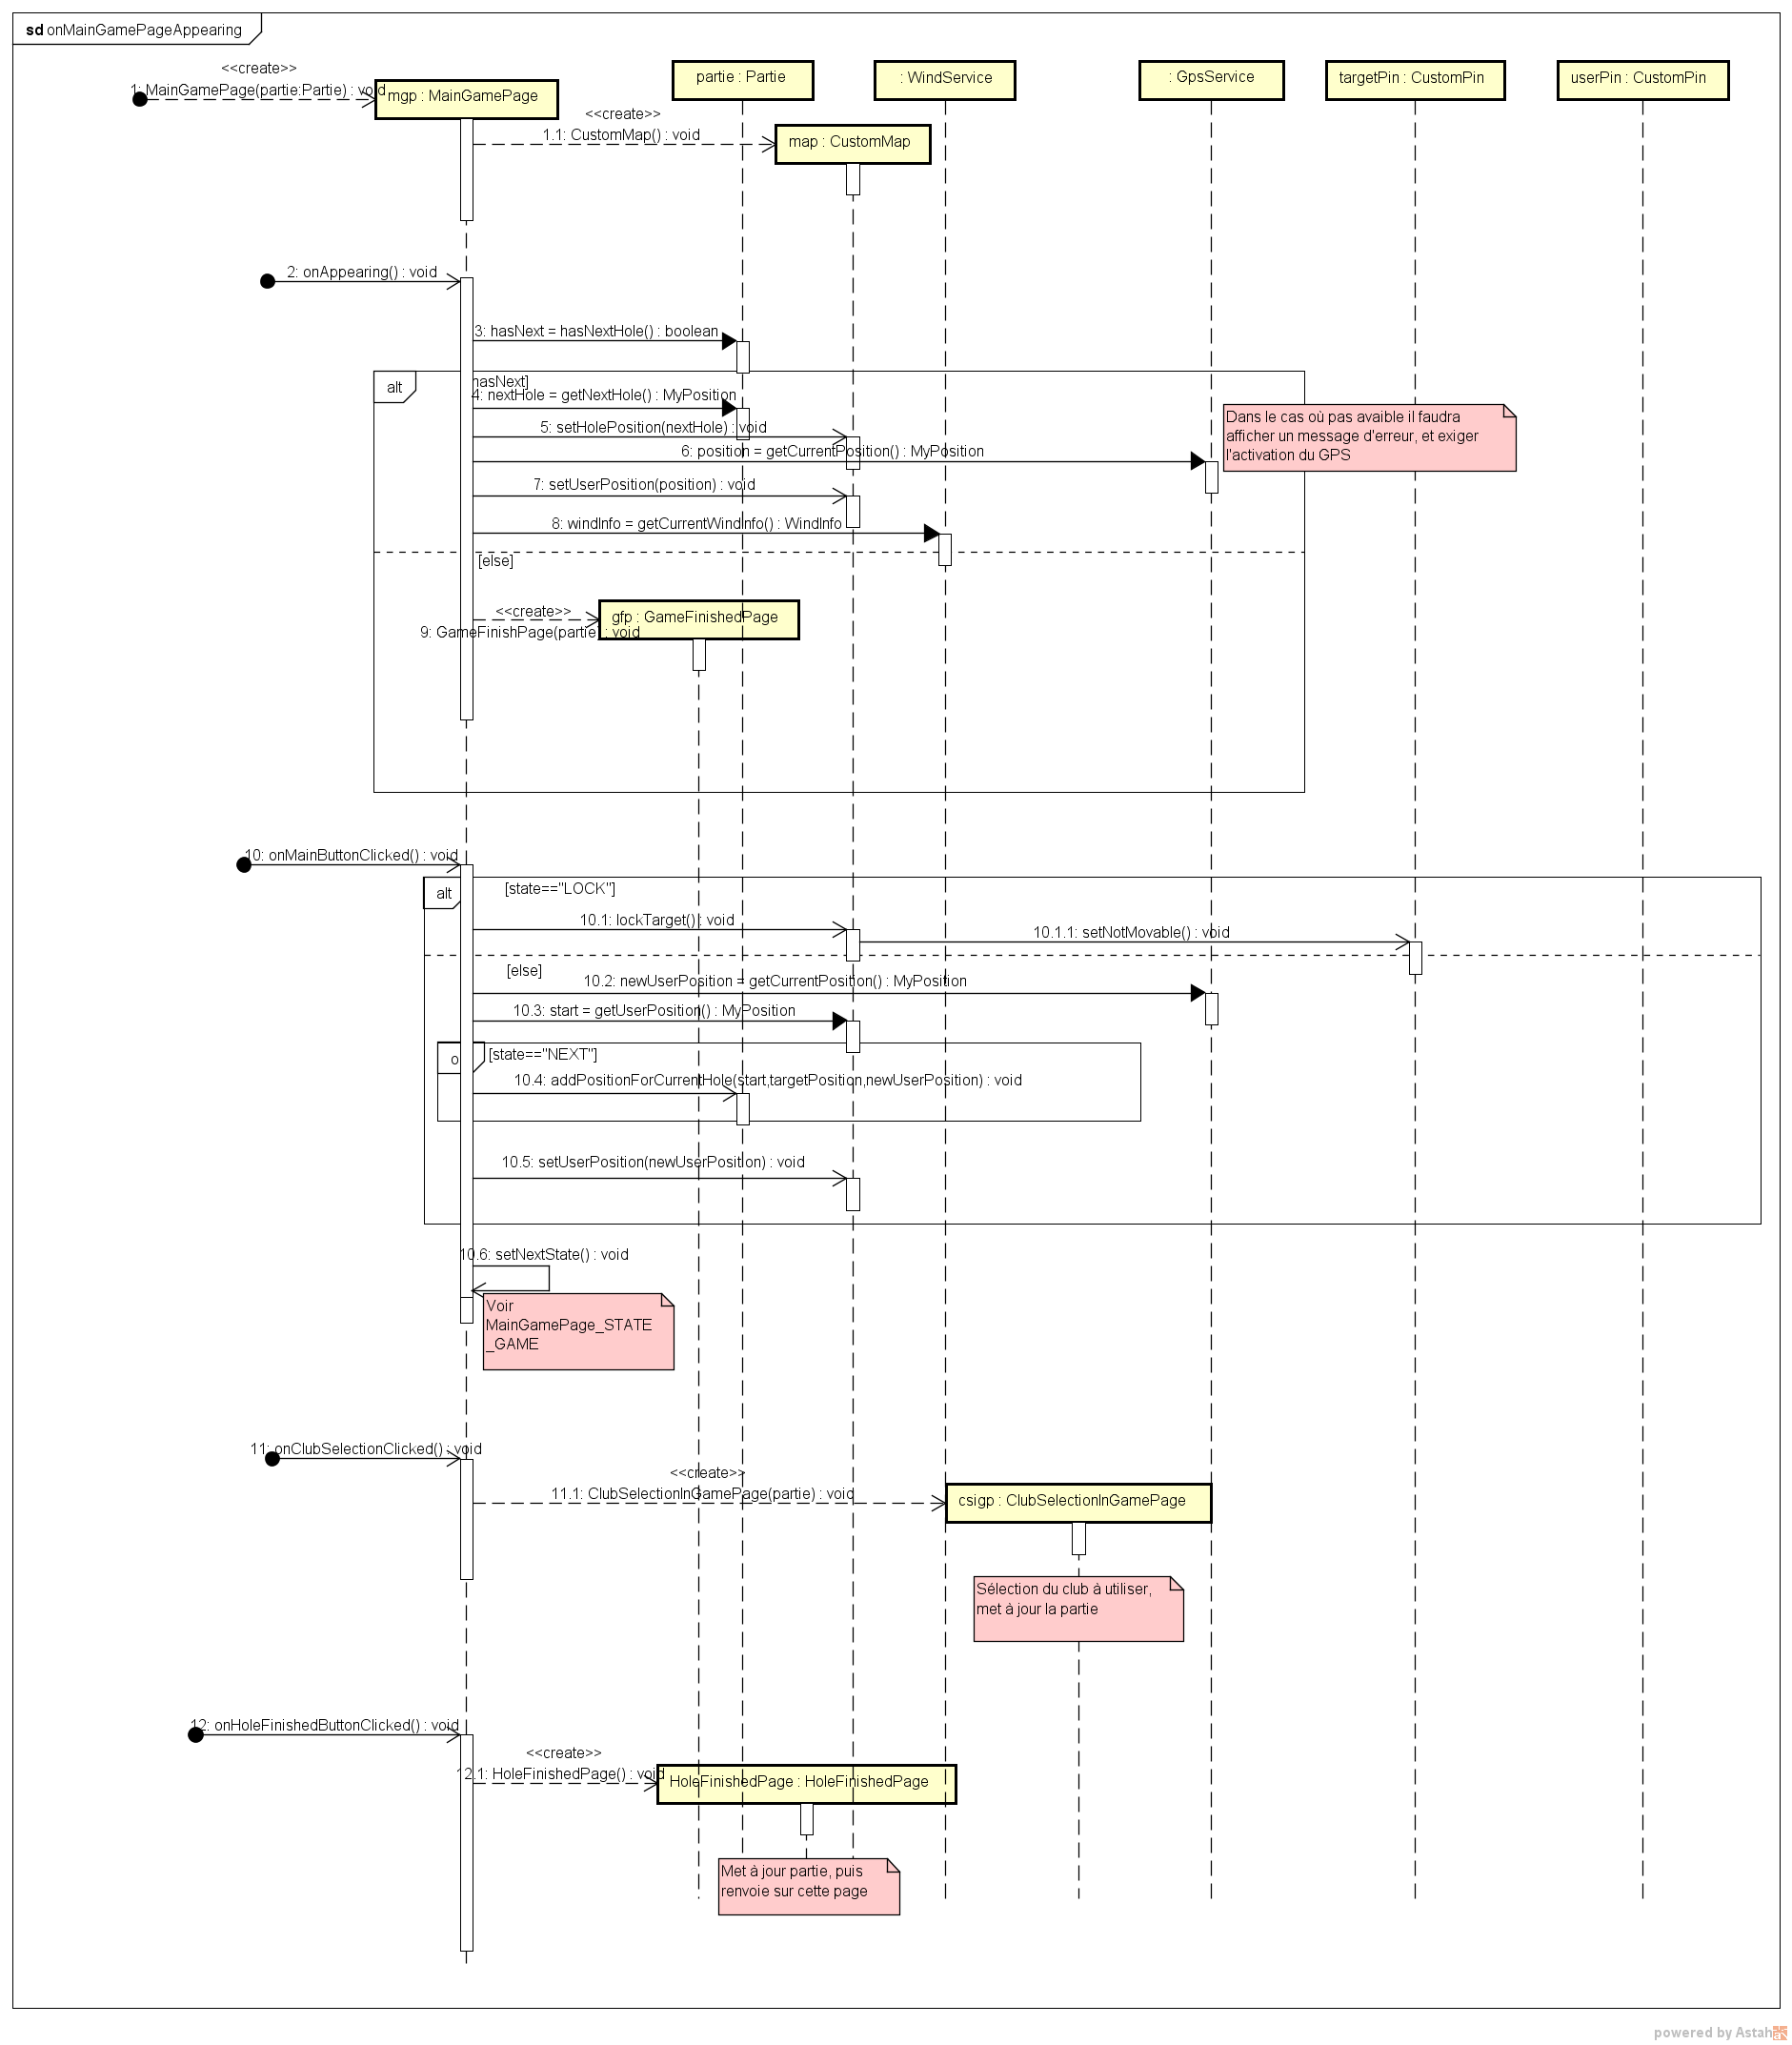 sd onMainGamePageAppearing
<<create>>
1: MainGamePage(partie:Partie) : void
mgp : MainGamePage
partie : Partie
: WindService
: GpsService
targetPin : CustomPin
userPin : CustomPin
<<create>>
1.1: CustomMap() : void
map : CustomMap
2: onAppearing() : void
3: hasNext = hasNextHole() : boolean
alt
hasNext]
4: nextHole = getNextHole() : MyPosition
5: setHolePosition(nextHole) : void
6: position = getCurrentPosition() : MyPosition
Dans le cas où pas avaible il faudra
afficher un message d'erreur, et exiger
l'activation du GPS
7: setUserPosition(position) : void
8: windInfo = getCurrentWindInfo() : WindInfo
[else]
<<create>>
9: GameFinishPage(partie) : void
gfp : GameFinishedPage
10: onMainButtonClicked() : void
alt
[state=="LOCK"]
10.1: lockTarget() : void
10.1.1: setNotMovable() : void
[else]
10.2: newUserPosition = getCurrentPosition() : MyPosition
10.3: start = getUserPosition() : MyPosition
[state=="NEXT"]
10.4: addPositionForCurrentHole(start,targetPosition,newUserPosition) : void
10.5: setUserPosition(newUserPosition) : void
10.6: setNextState() : void
Voir
MainGamePage_STATE
_GAME
11: onClubSelectionClicked() : void
<<create>>
11.1: ClubSelectionInGamePage(partie) : void
csigp : ClubSelectionInGamePage
Sélection du club à utiliser,
met à jour la partie
12: onHoleFinishedButtonClicked() : void
<<create>>
12.1: HoleFinishedPage() : void
HoleFinishedPage : HoleFinishedPage
Met à jour partie, puis
renvoie sur cette page
powered by Astah